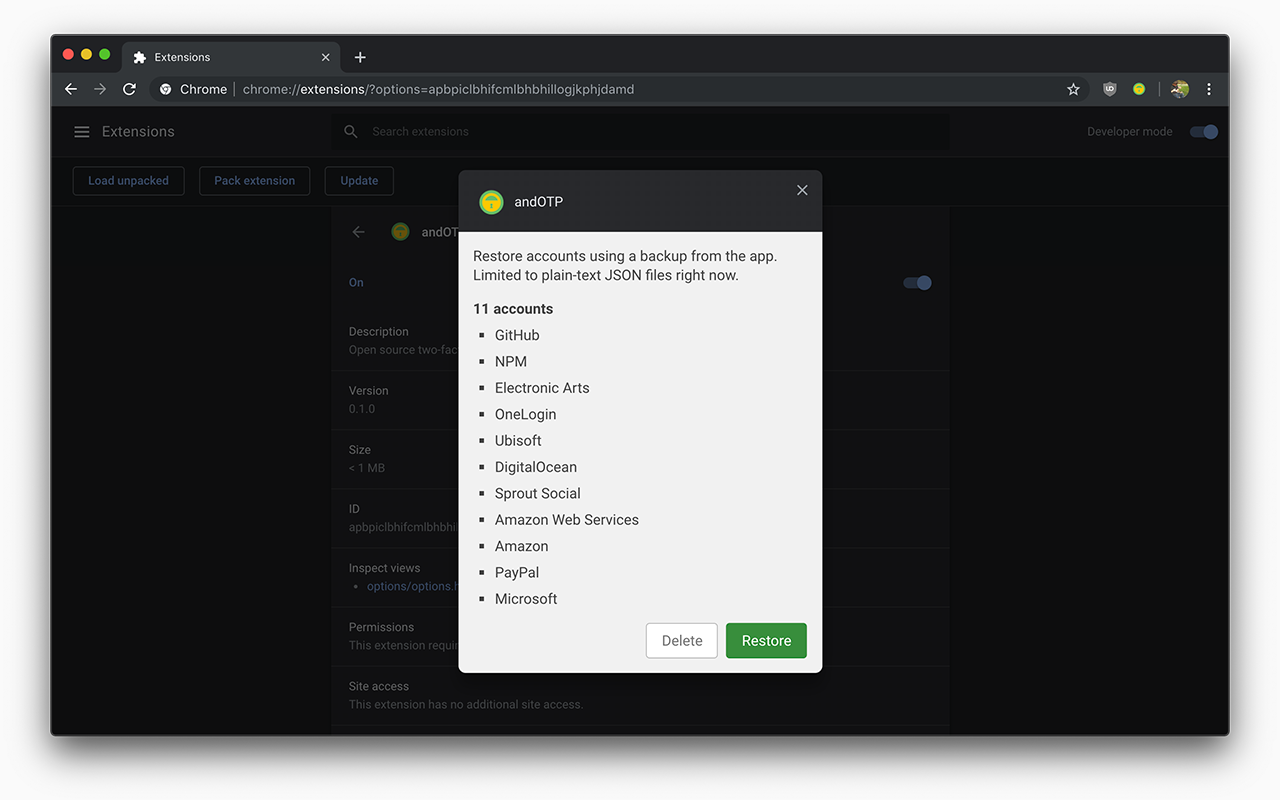 Extensions
Chrome | chrome://extensions/?options=apbpiclbhifcmlbhbhillogjkphjdamd
Extensions
Search extensions
Developer mode
Load unpacked
Pack extension
Update
andOTP
Restore accounts using a backup from the app.
Limited to plain-text JSON files right now.
11 accounts
▪ GitHub
▪ NPM
▪ Electronic Arts
▪ OneLogin
▪ Ubisoft
▪ DigitalOcean
▪ Sprout Social
▪ Amazon Web Services
▪ Amazon
▪ PayPal
▪ Microsoft
Delete
Restore
andOT
On
Description
Open source two-fac
Version
0.1.0
Size
< 1 MB
ID
apbpiclbhifcmlbhbhil
Inspect views
• options/options.h
Permissions
This extension requir
Site access
This extension has no additional site access.